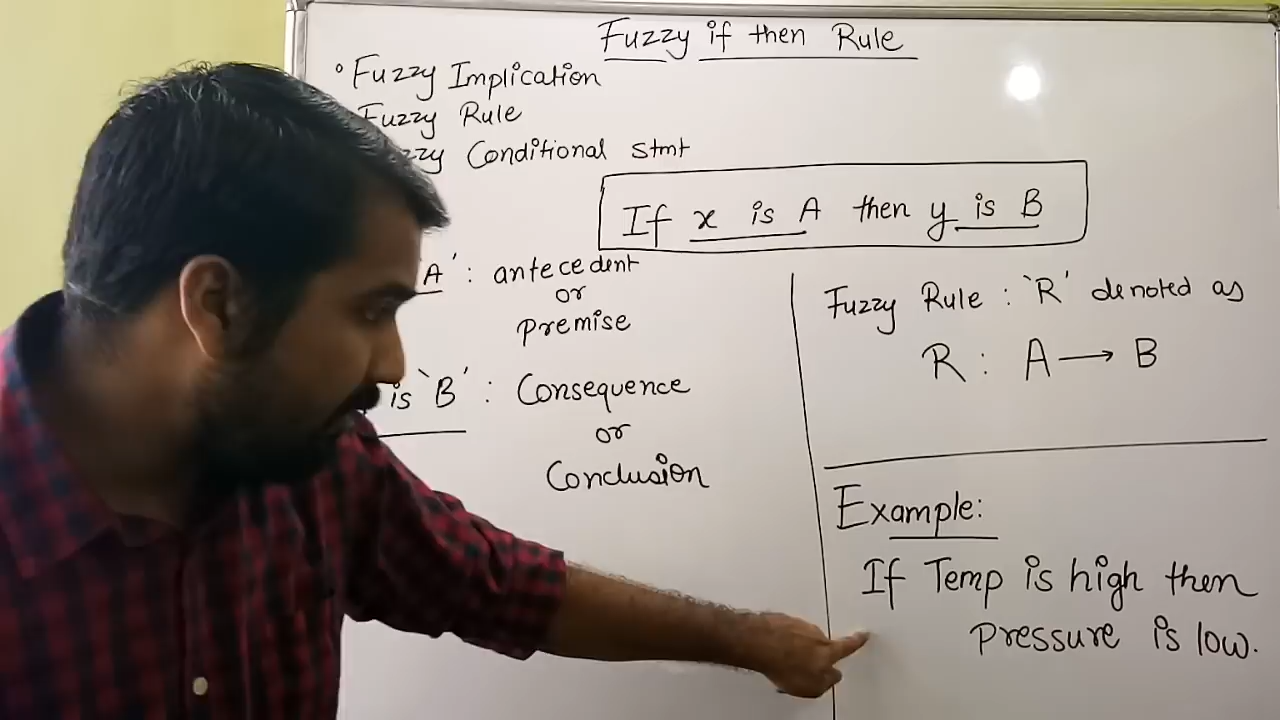 Fuzzy if then Rule
° Fuzzy Implication
Fuzzy Rule
Conditional stmt
If x is A then y is B
A' : antecedent
or
Premise
is `B' : Consequence
or
Conclusion
Fuzzy Rule : `R' denoted as
R : A → B
Example:
If Temp is high then
Pressure is low.